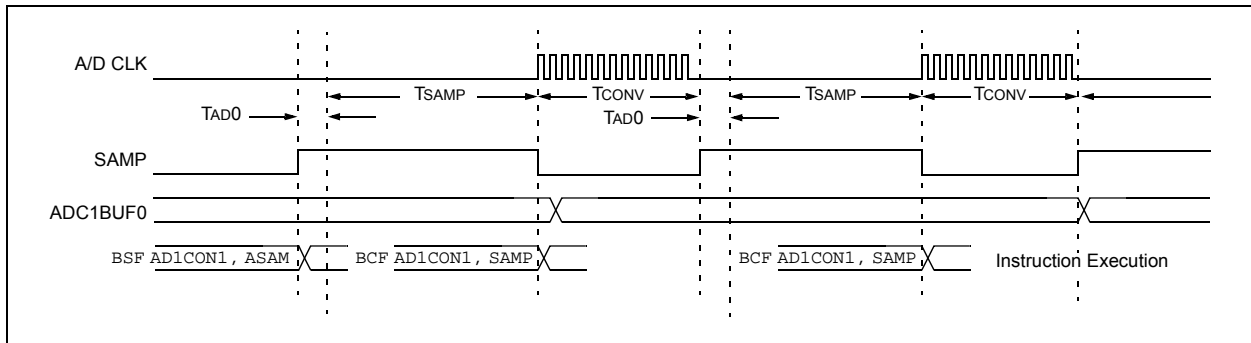 A/D CLK
TSAMP TCONV TSAMP TCONV
TAD0 TAD0
SAMP
ADC1BUF0
BSF AD1CON1, ASAM BCF AD1CON1, SAMP BCF AD1CON1, SAMP Instruction Execution